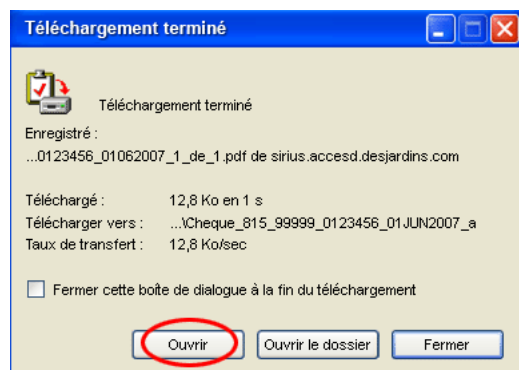 Téléchargement terminé
Téléchargement terminé
Enregistré :
...0123456_01062007_1_de_1.pdf de sirius.accesd.desjardins.com
Téléchargé : 12,8 Ko en 1 s
Télécharger vers : ...\Cheque_815_99999_0123456_01JUN2007_a
Taux de transfert : 12,8 Ko/sec
Fermer cette boîte de dialogue à la fin du téléchargement
Ouvrir Ouvrir le dossier Fermer